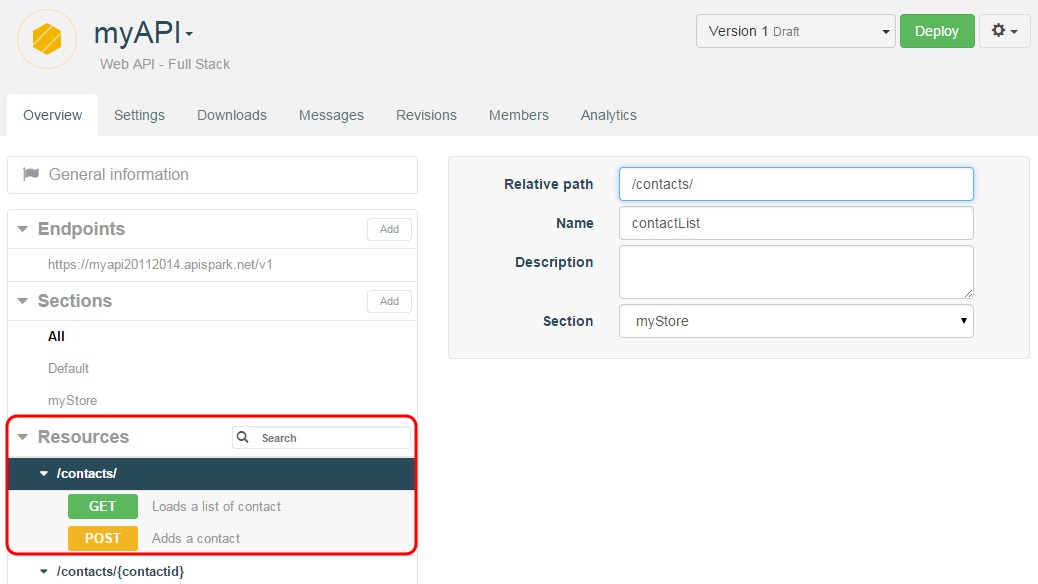 myAPI
Version 1 Draft
Deploy
Web API - Full Stack
Overview Settings Downloads Messages Revisions Members Analytics
General information
Endpoints Add
https://myapi20112014.apispark.net/v1
Sections Add
All
Default
myStore
Resources Search
/contacts/
GET Loads a list of contact
POST Adds a contact
/contacts/{contactid}
Relative path /contacts/
Name contactList
Description
Section myStore